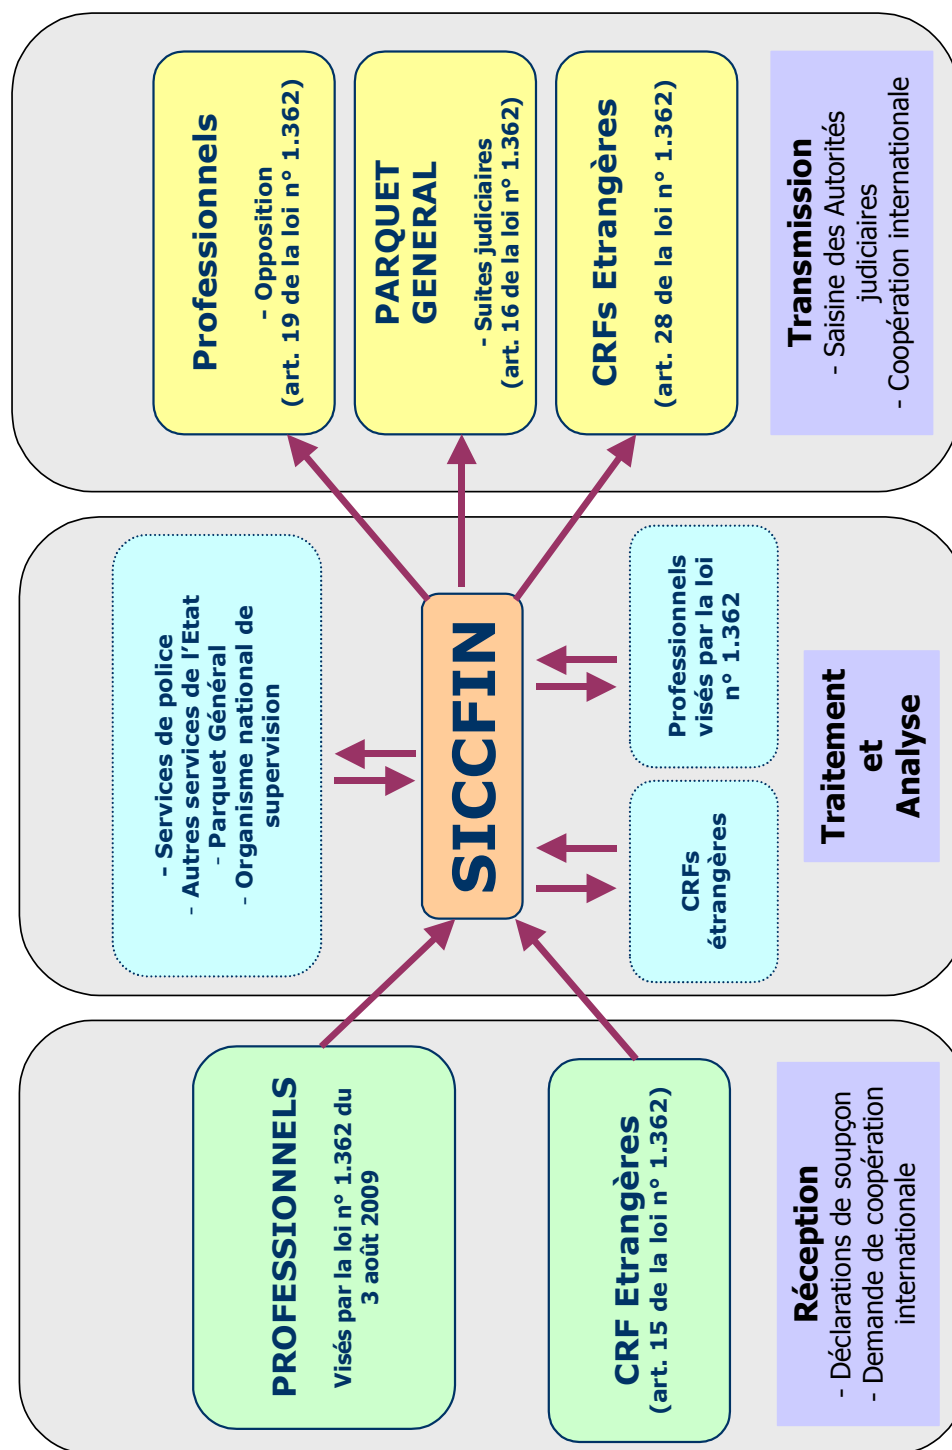 PROFESSIONNELS
Visés par la loi n° 1.362 du
3 août 2009
CRF Etrangères
(art. 15 de la loi n° 1.362)
Réception
- Déclarations de soupçon
- Demande de coopération
internationale
- Services de police
- Autres services de l’Etat
- Parquet Général
- Organisme national de
supervision
SICCFIN
CRFs
étrangères
Professionnels
visés par la loi
n° 1.362
Traitement
et
Analyse
Professionnels
- Opposition
(art. 19 de la loi n° 1.362)
PARQUET
GENERAL
- Suites judiciaires
(art. 16 de la loi n° 1.362)
CRFs Etrangères
(art. 28 de la loi n° 1.362)
Transmission
- Saisine des Autorités
judiciaires
- Coopération internationale